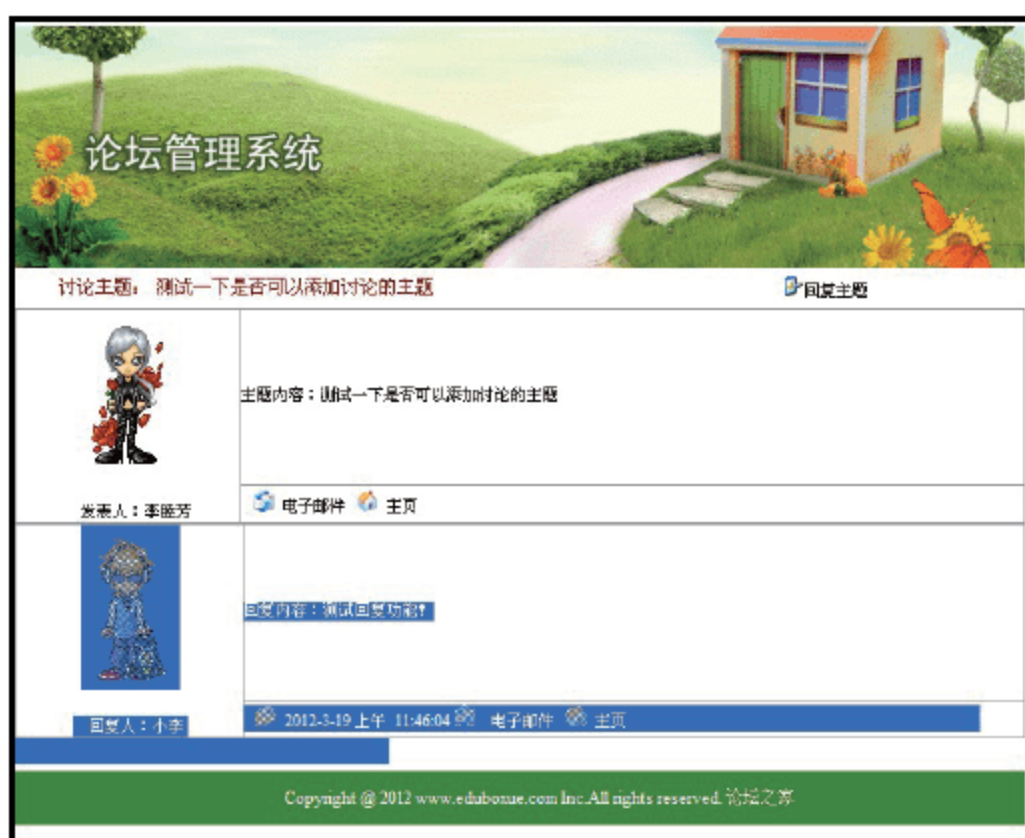 论坛管理系统
讨论主题： 测试一下是否可以添加讨论的主题
回复主题
主题内容：测试一下是否可以添加讨论的主题
发表人：李晓芳
电子邮件 主页
回复内容：测试回复功能！
回复人：小李
2012-3-19 上午 11:46:04 电子邮件 主页
Copyright @ 2012 www.eduboxue.com Inc.All rights reserved. 论坛之家